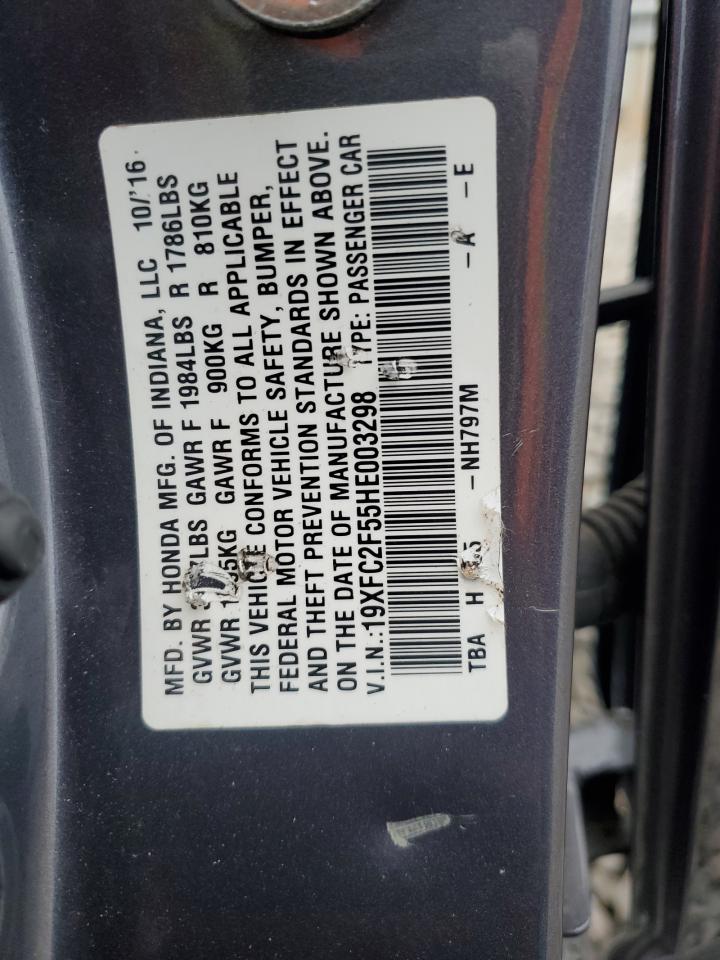 MFD. BY HONDA MFG. OF INDIANA, LLC 10/'16
GVWR LBS GAWR F 1984LBS R 1786LBS
GVWR KG GAWR F 900KG R 810KG
THIS VEHICLE CONFORMS TO ALL APPLICABLE
FEDERAL MOTOR VEHICLE SAFETY, BUMPER,
AND THEFT PREVENTION STANDARDS IN EFFECT
ON THE DATE OF MANUFACTURE SHOWN ABOVE.
V.I.N.:19XFC2F55HE003298 TYPE: PASSENGER CAR
TBA H -NH797M -A -E